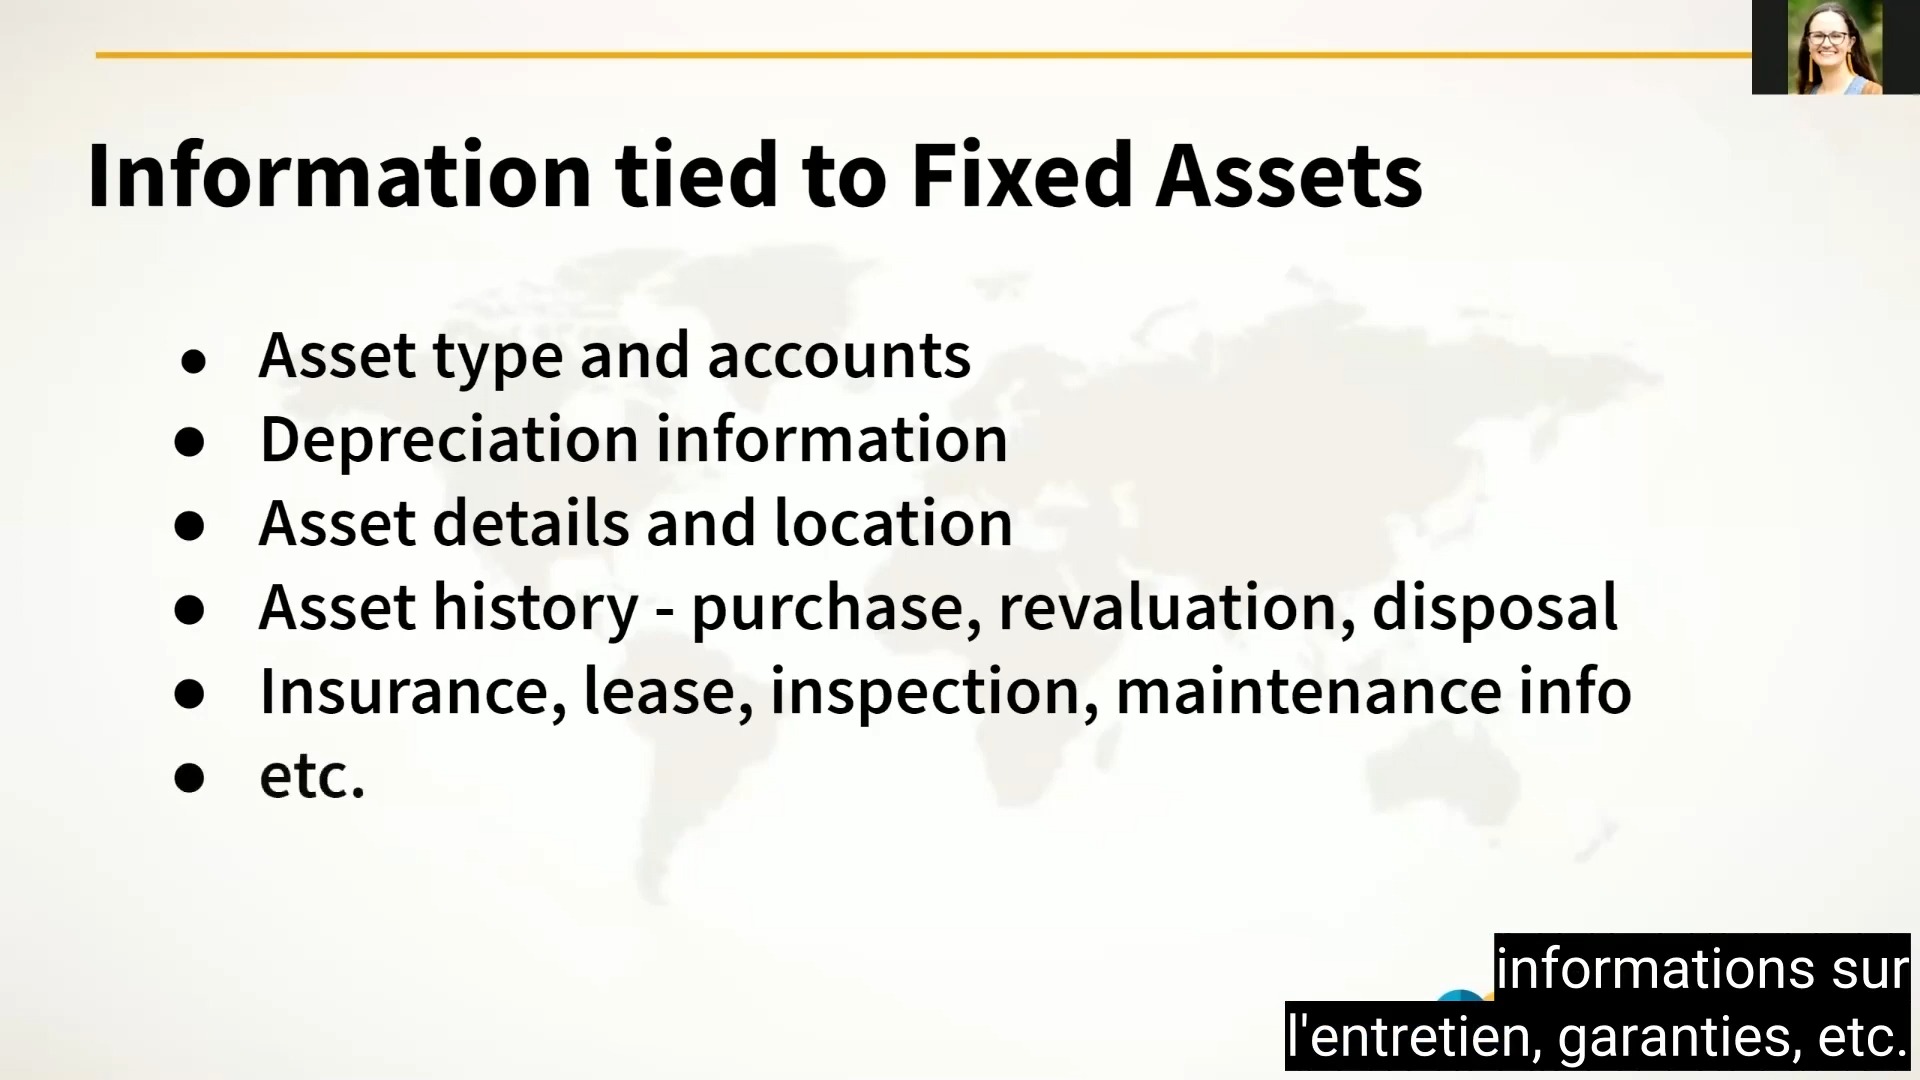 Information tied to Fixed Assets
● Asset type and accounts
● Depreciation information
● Asset details and location
● Asset history - purchase, revaluation, disposal
● Insurance, lease, inspection, maintenance info
● etc.
informations sur
l'entretien, garanties, etc.